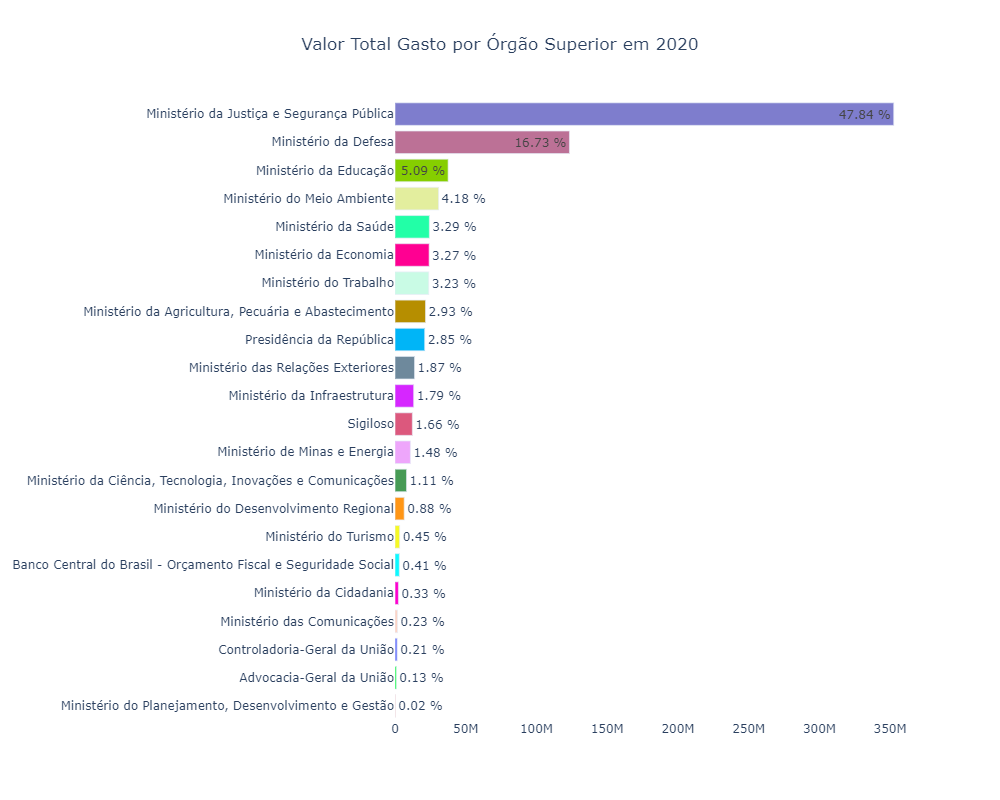 Valor Total Gasto por Órgão Superior em 2020
Ministério da Justiça e Segurança Pública 47.84 %
Ministério da Defesa 16.73 %
Ministério da Educação 5.09 %
Ministério do Meio Ambiente 4.18 %
Ministério da Saúde 3.29 %
Ministério da Economia 3.27 %
Ministério do Trabalho 3.23 %
Ministério da Agricultura, Pecuária e Abastecimento 2.93 %
Presidência da República 2.85 %
Ministério das Relações Exteriores 1.87 %
Ministério da Infraestrutura 1.79 %
Sigiloso 1.66 %
Ministério de Minas e Energia 1.48 %
Ministério da Ciência, Tecnologia, Inovações e Comunicações 1.11 %
Ministério do Desenvolvimento Regional 0.88 %
Ministério do Turismo 0.45 %
Banco Central do Brasil - Orçamento Fiscal e Seguridade Social 0.41 %
Ministério da Cidadania 0.33 %
Ministério das Comunicações 0.23 %
Controladoria-Geral da União 0.21 %
Advocacia-Geral da União 0.13 %
Ministério do Planejamento, Desenvolvimento e Gestão 0.02 %
0 50M 100M 150M 200M 250M 300M 350M